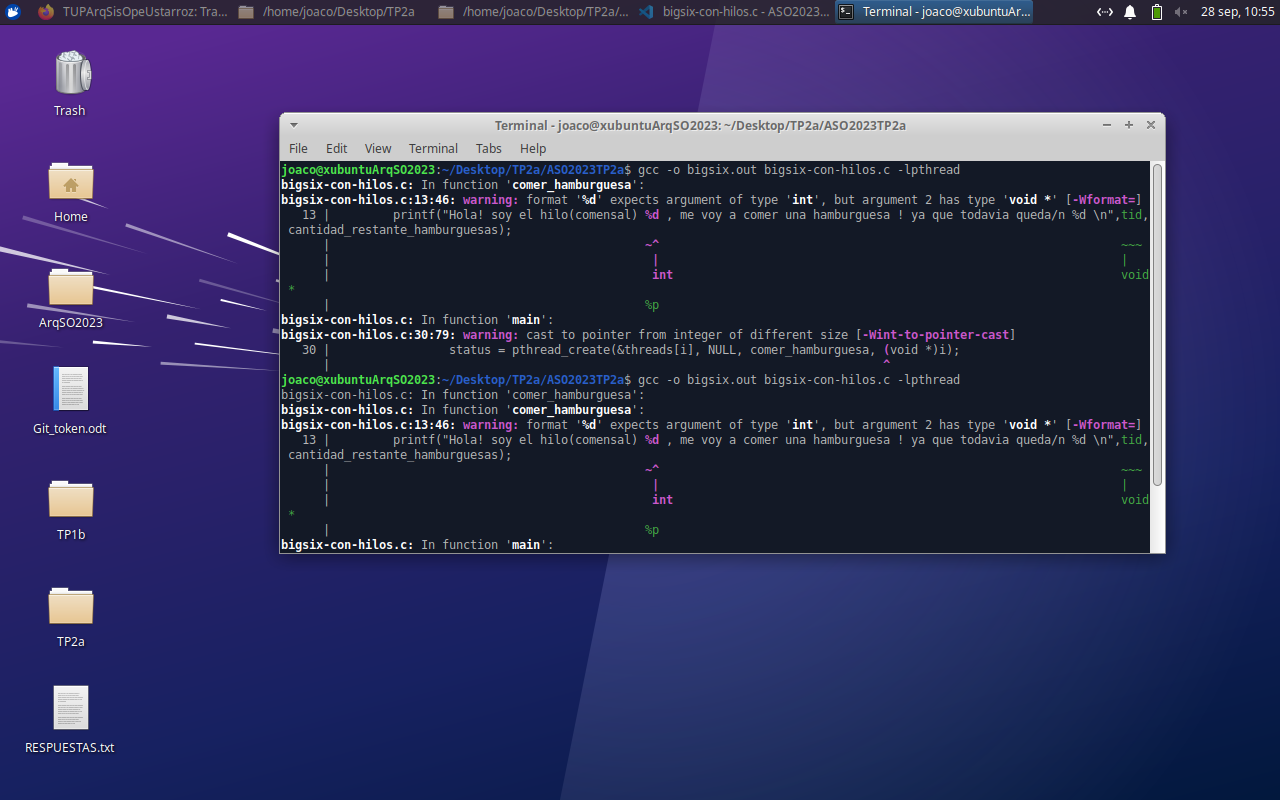 TUPArqSisOpeUstarroz: Tra...
/home/joaco/Desktop/TP2a
/home/joaco/Desktop/TP2a/...
bigsix-con-hilos.c - ASO2023...
Terminal - joaco@xubuntuAr...
28 sep, 10:55
Trash
Home
ArqSO2023
Git_token.odt
TP1b
TP2a
RESPUESTAS.txt
Terminal - joaco@xubuntuArqSO2023: ~/Desktop/TP2a/ASO2023TP2a
File Edit View Terminal Tabs Help
joaco@xubuntuArqSO2023:~/Desktop/TP2a/ASO2023TP2a$ gcc -o bigsix.out bigsix-con-hilos.c -lpthread
bigsix-con-hilos.c: In function 'comer_hamburguesa':
bigsix-con-hilos.c:13:46: warning: format '%d' expects argument of type 'int', but argument 2 has type 'void *' [-Wformat=]
   13 |         printf("Hola! soy el hilo(comensal) %d , me voy a comer una hamburguesa ! ya que todavia queda/n %d \n",tid,
 cantidad_restante_hamburguesas);
      |                                             ~^                                                                  ~~~
      |                                              |                                                                  |
      |                                              int                                                                void
 *
      |                                             %p
bigsix-con-hilos.c: In function 'main':
bigsix-con-hilos.c:30:79: warning: cast to pointer from integer of different size [-Wint-to-pointer-cast]
   30 |                 status = pthread_create(&threads[i], NULL, comer_hamburguesa, (void *)i);
      |                                                                               ^
joaco@xubuntuArqSO2023:~/Desktop/TP2a/ASO2023TP2a$ gcc -o bigsix.out bigsix-con-hilos.c -lpthread
bigsix-con-hilos.c: In function 'comer_hamburguesa':
bigsix-con-hilos.c: In function 'comer_hamburguesa':
bigsix-con-hilos.c:13:46: warning: format '%d' expects argument of type 'int', but argument 2 has type 'void *' [-Wformat=]
   13 |         printf("Hola! soy el hilo(comensal) %d , me voy a comer una hamburguesa ! ya que todavia queda/n %d \n",tid,
 cantidad_restante_hamburguesas);
      |                                             ~^                                                                  ~~~
      |                                              |                                                                  |
      |                                              int                                                                void
 *
      |                                             %p
bigsix-con-hilos.c: In function 'main':